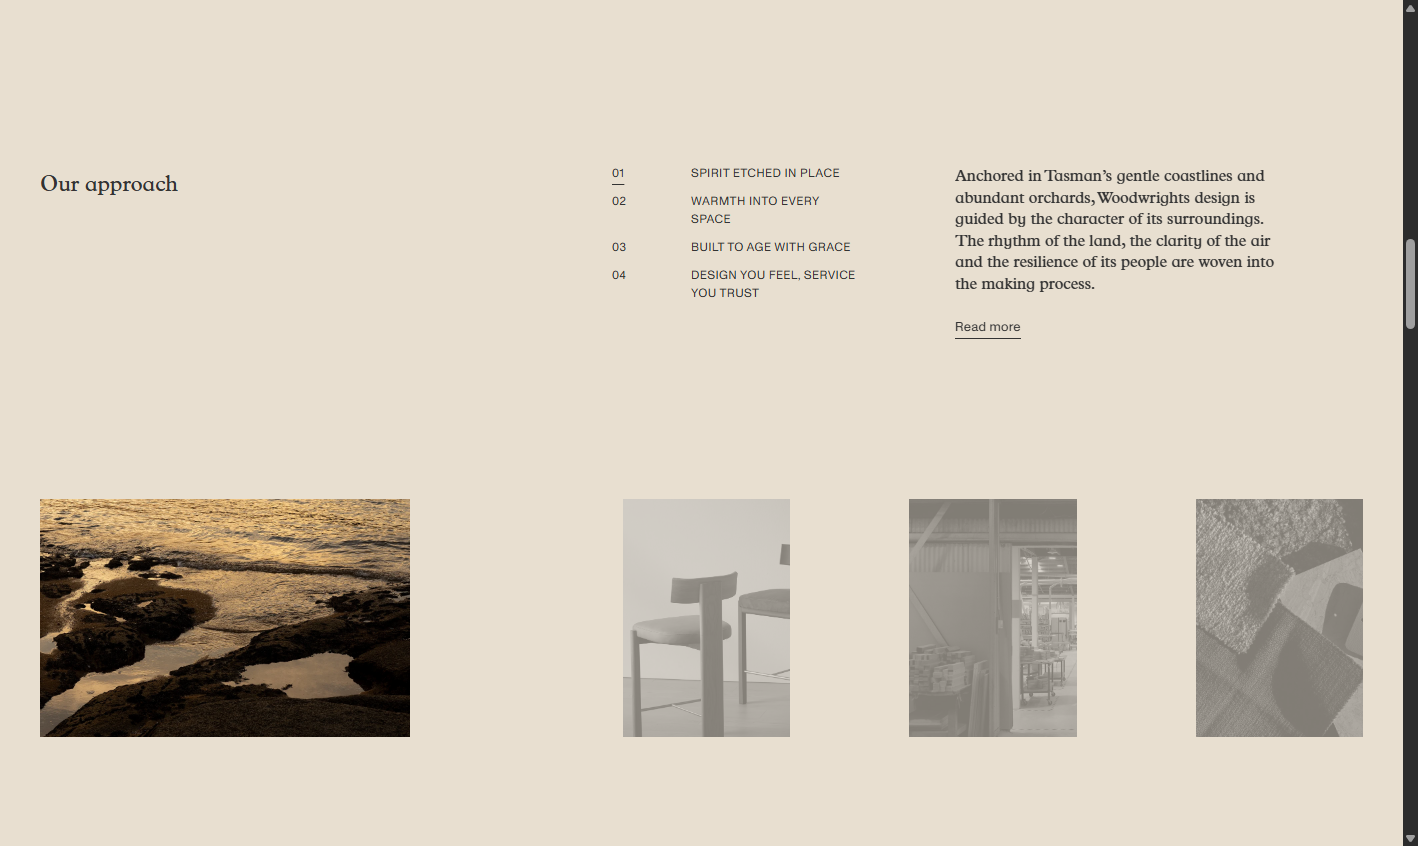 Our approach
01 SPIRIT ETCHED IN PLACE
02 WARMTH INTO EVERY
SPACE
03 BUILT TO AGE WITH GRACE
04 DESIGN YOU FEEL, SERVICE
YOU TRUST
Anchored in Tasman’s gentle coastlines and
abundant orchards, Woodwrights design is
guided by the character of its surroundings.
The rhythm of the land, the clarity of the air
and the resilience of its people are woven into
the making process.
Read more